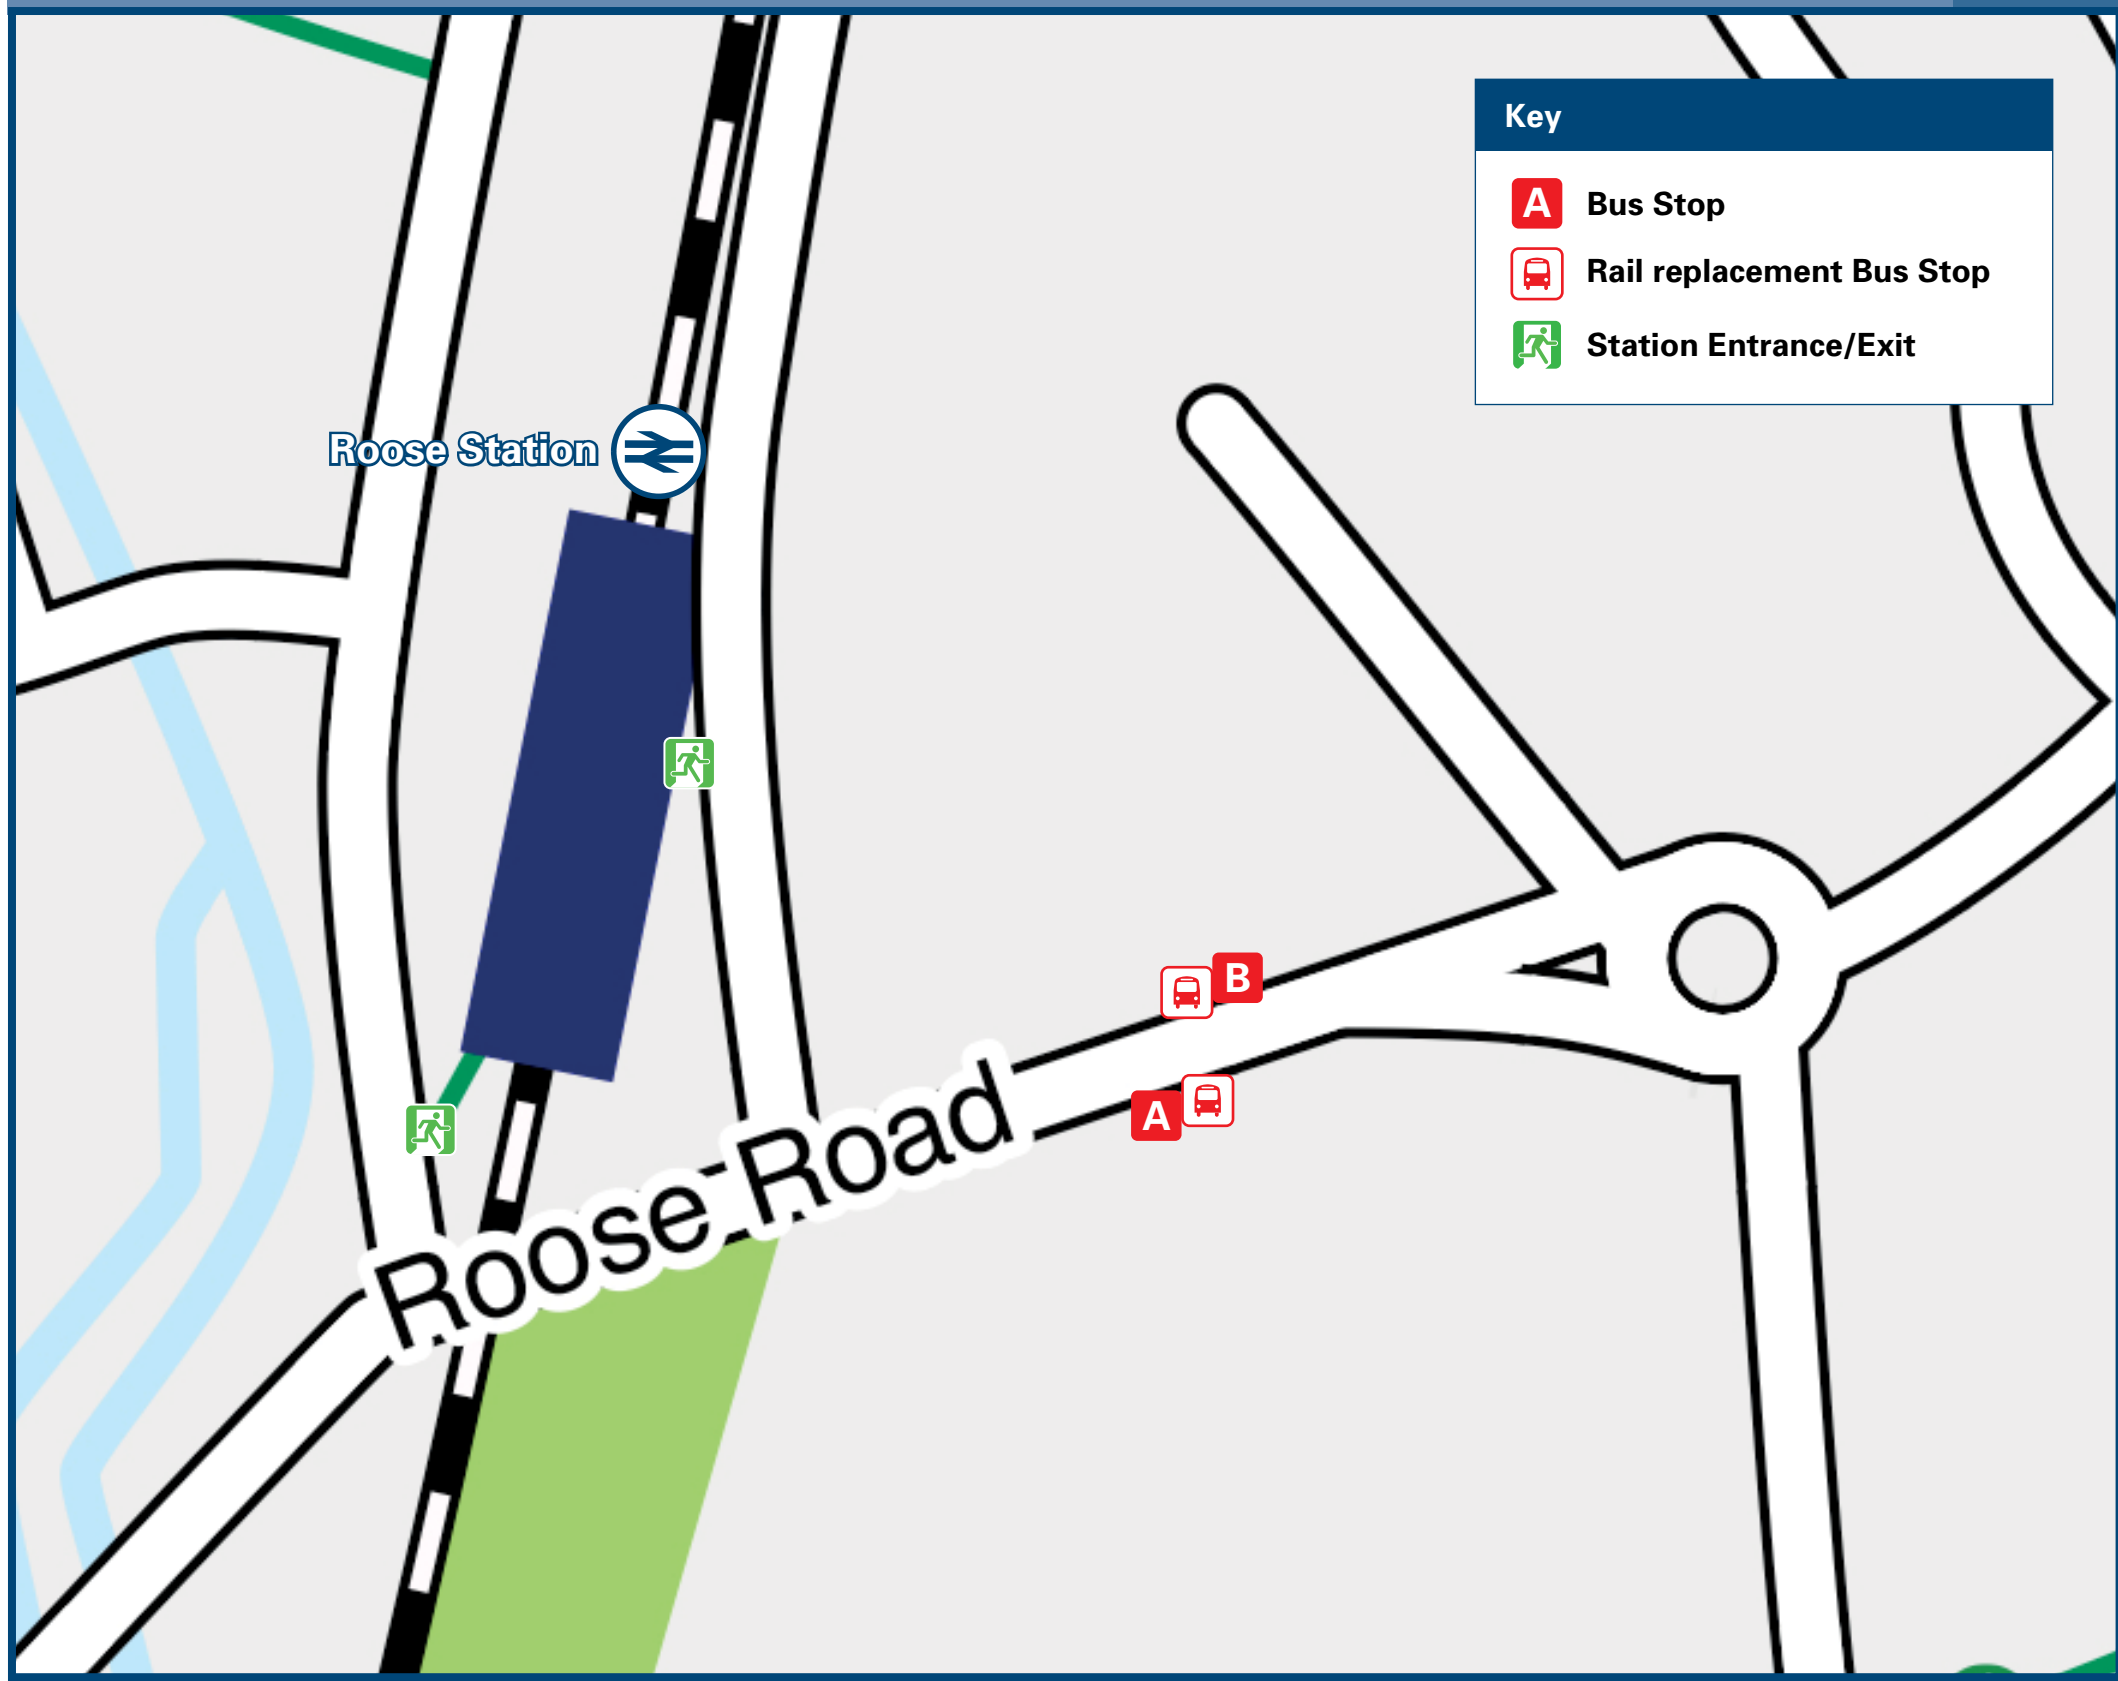 Key
A Bus Stop
Rail replacement Bus Stop
Station Entrance/Exit
Roose Station
B
A
Roose Road